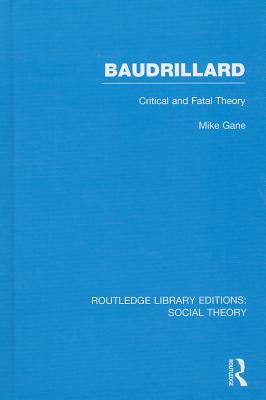 BAUDRILLARD
Critical and Fatal Theory
Mike Gane
ROUTLEDGE LIBRARY EDITIONS:
SOCIAL THEORY
ROUTLEDGE